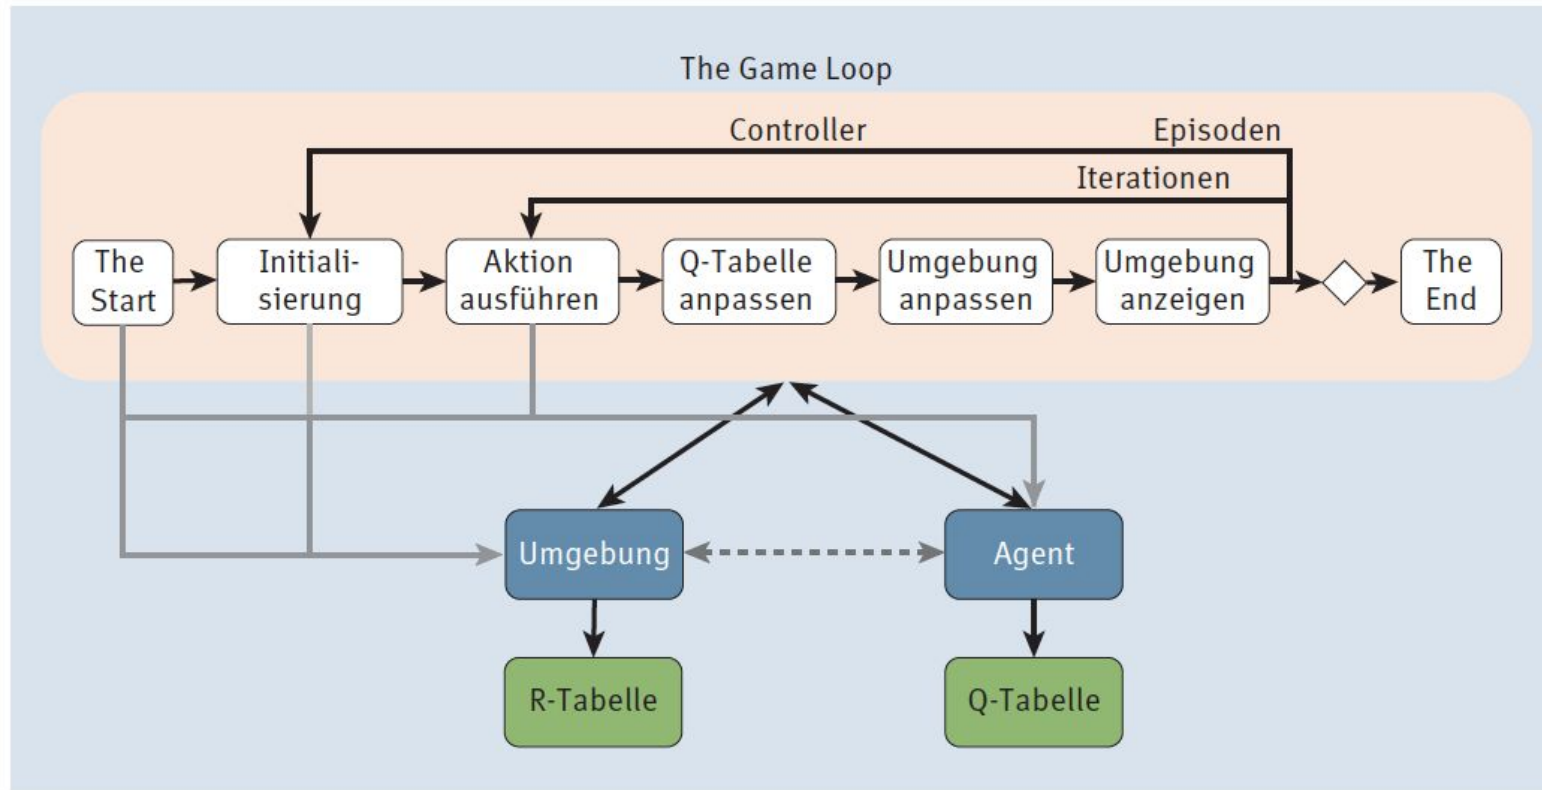 The Game Loop
Controller
Episoden
Iterationen
The
Start
Initiali-
sierung
Aktion
ausführen
Q-Tabelle
anpassen
Umgebung
anpassen
Umgebung
anzeigen
The
End
Umgebung
Agent
R-Tabelle
Q-Tabelle